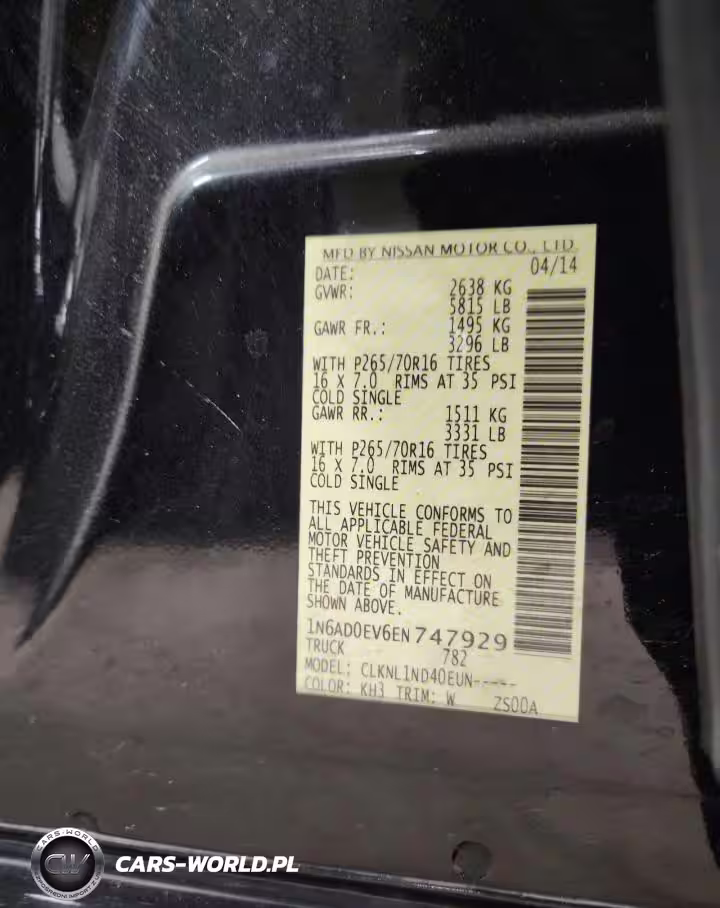 MFD BY NISSAN MOTOR CO., LTD.
DATE: 04/14
GVWR: 2638 KG
5815 LB
GAWR FR.: 1495 KG
3296 LB
WITH P265/70R16 TIRES
16 X 7.0 RIMS AT 35 PSI
COLD SINGLE
GAWR RR.: 1511 KG
3331 LB
WITH P265/70R16 TIRES
16 X 7.0 RIMS AT 35 PSI
COLD SINGLE
THIS VEHICLE CONFORMS TO
ALL APPLICABLE FEDERAL
MOTOR VEHICLE SAFETY AND
THEFT PREVENTION
STANDARDS IN EFFECT ON
THE DATE OF MANUFACTURE
SHOWN ABOVE.
1N6AD0EV6EN747929
TRUCK 782
MODEL: CLKNL1ND40EUN-----
COLOR: KH3 TRIM: W ZS00A
CARS-WORLD
CW
CARS-WORLD.PL